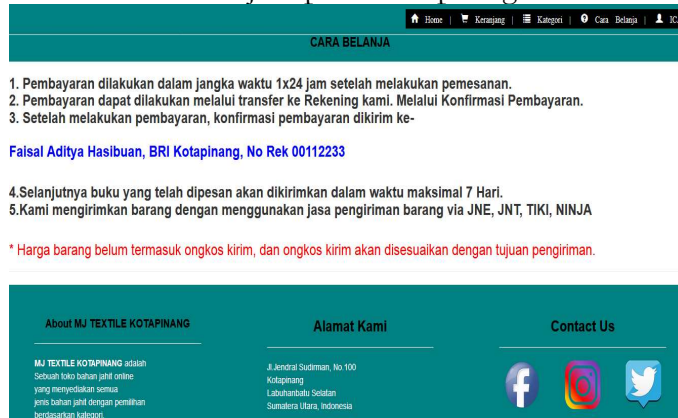 Home | Keranjang | Kategori | Cara Belanja |
CARA BELANJA
1. Pembayaran dilakukan dalam jangka waktu 1x24 jam setelah melakukan pemesanan.
2. Pembayaran dapat dilakukan melalui transfer ke Rekening kami. Melalui Konfirmasi Pembayaran.
3. Setelah melakukan pembayaran, konfirmasi pembayaran dikirim ke-
Faisal Aditya Hasibuan, BRI Kotapinang, No Rek 00112233
4.Selanjutnya buku yang telah dipesan akan dikirimkan dalam waktu maksimal 7 Hari.
5.Kami mengirimkan barang dengan menggunakan jasa pengiriman barang via JNE, JNT, TIKI, NINJA
* Harga barang belum termasuk ongkos kirim, dan ongkos kirim akan disesuaikan dengan tujuan pengiriman.
About MJ TEXTILE KOTAPINANG
MJ TEXTILE KOTAPINANG adalah
Sebuah toko bahan jahit online
yang menyediakan semua
jenis bahan jahit dengan pemilihan
berdasarkan kategori.
Alamat Kami
Jl.Jendral Sudirman, No.100
Kotapinang
Labuhanbatu Selatan
Sumatera Utara, Indonesia
Contact Us